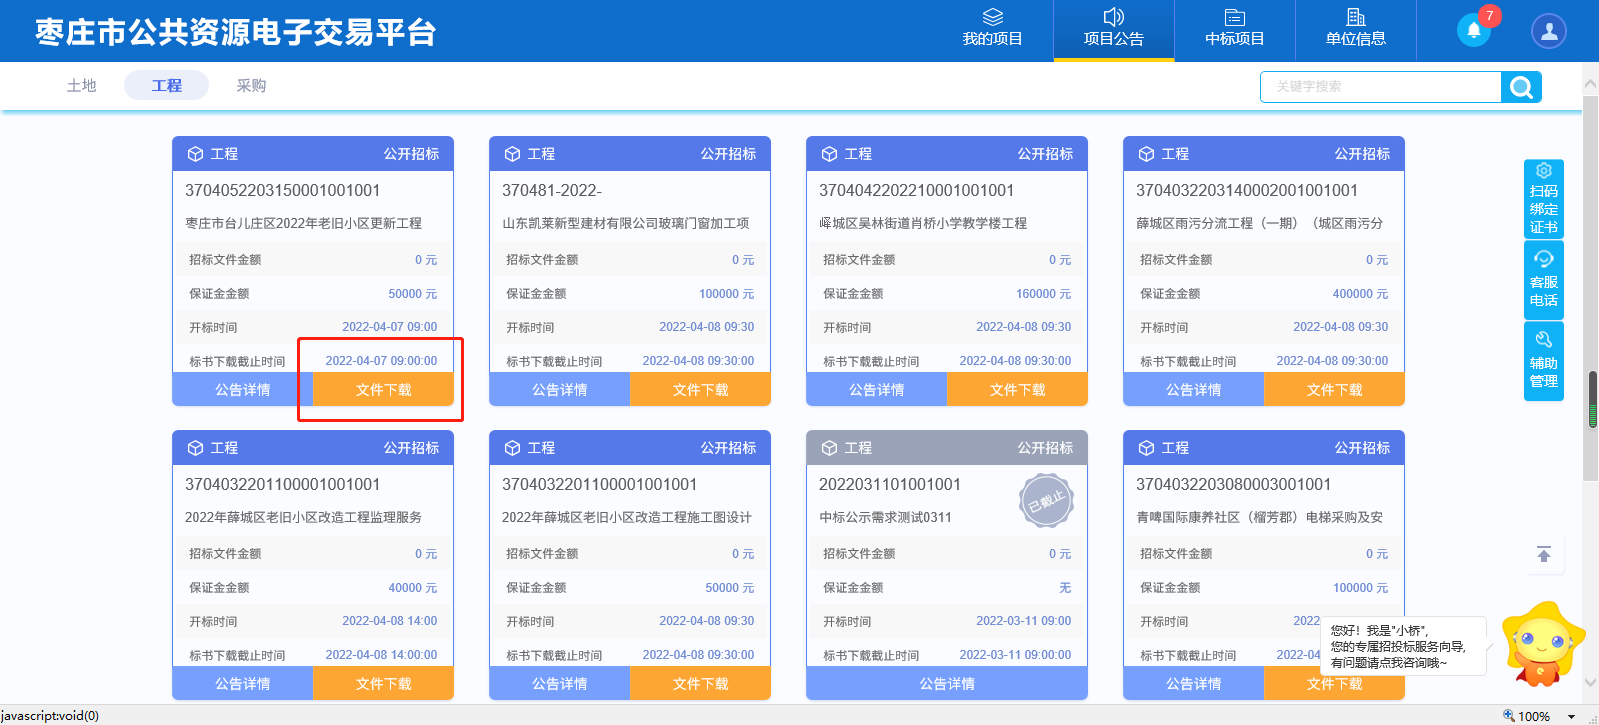 枣庄市公共资源电子交易平台
我的项目
项目公告
中标项目
单位信息
7
土地
工程
采购
关键字搜索
工程 公开招标
3704052203150001001001
枣庄市台儿庄区2022年老旧小区更新工程
招标文件金额 0 元
保证金金额 50000 元
开标时间 2022-04-07 09:00
标书下载截止时间 2022-04-07 09:00:00
公告详情 文件下载
工程 公开招标
370481-2022-
山东凯莱新型建材有限公司玻璃门窗加工项
招标文件金额 0 元
保证金金额 100000 元
开标时间 2022-04-08 09:30
标书下载截止时间 2022-04-08 09:30:00
公告详情 文件下载
工程 公开招标
3704042202210001001001
峄城区吴林街道肖桥小学教学楼工程
招标文件金额 0 元
保证金金额 160000 元
开标时间 2022-04-08 09:30
标书下载截止时间 2022-04-08 09:30:00
公告详情 文件下载
工程 公开招标
3704032203140002001001001
薛城区雨污分流工程（一期）（城区雨污分
招标文件金额 0 元
保证金金额 400000 元
开标时间 2022-04-08 09:30
标书下载截止时间 2022-04-08 09:30:00
公告详情 文件下载
工程 公开招标
3704032201100001001001
2022年薛城区老旧小区改造工程监理服务
招标文件金额 0 元
保证金金额 40000 元
开标时间 2022-04-08 14:00
标书下载截止时间 2022-04-08 14:00:00
公告详情 文件下载
工程 公开招标
3704032201100001001001
2022年薛城区老旧小区改造工程施工图设计
招标文件金额 0 元
保证金金额 50000 元
开标时间 2022-04-08 09:30
标书下载截止时间 2022-04-08 09:30:00
公告详情 文件下载
工程 公开招标
2022031101001001
已截止
中标公示需求测试0311
招标文件金额 0 元
保证金金额 无
开标时间 2022-03-11 09:00
标书下载截止时间 2022-03-11 09:00:00
公告详情
工程 公开招标
3704032203080003001001
青啤国际康养社区（榴芳郡）电梯采购及安
招标文件金额 0 元
保证金金额 100000 元
开标时间 2022
标书下载截止时间 2022-04
公告详情 文件下载
扫码
绑定
证书
客服
电话
辅助
管理
您好！我是"小桥",
您的专属招投标服务向导,
有问题请点我咨询哦~
javascript:void(0)
100%